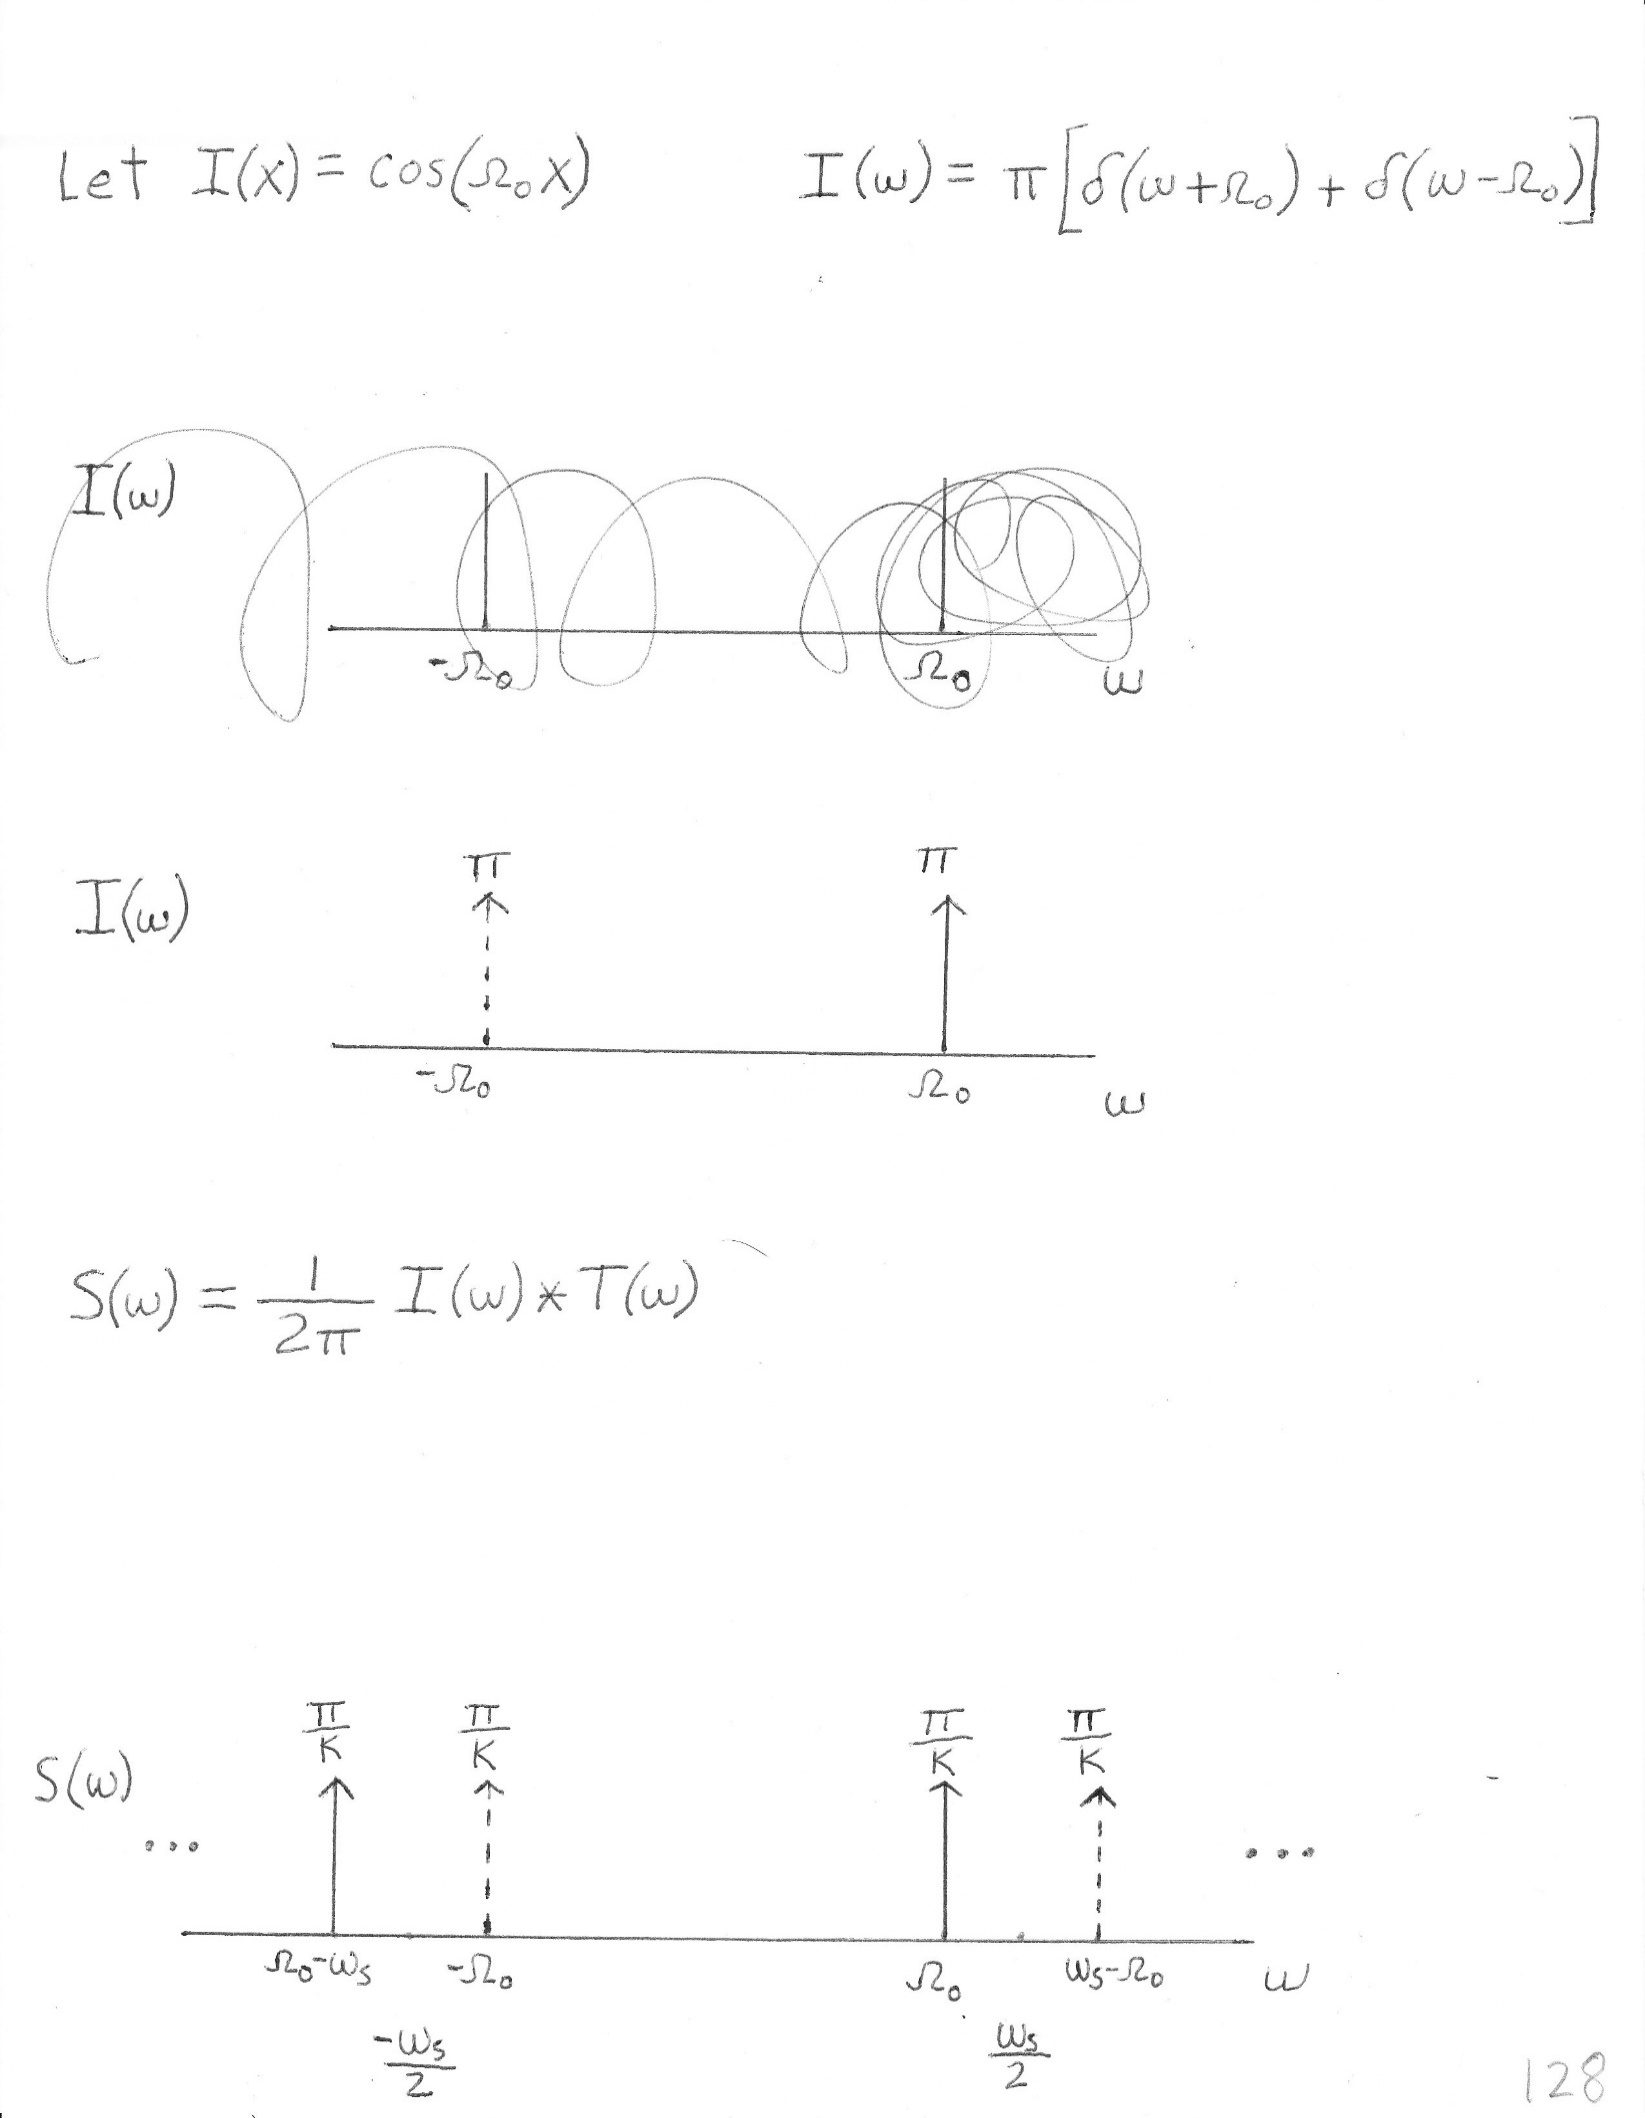 Let I(x) = cos(Ω₀x) I(ω) = π[δ(ω+Ω₀) + δ(ω-Ω₀)]
I(ω)
-Ω₀ Ω₀ ω
π π
I(ω)
-Ω₀ Ω₀ ω
S(ω) = 1/2π I(ω) * T(ω)
π/K π/K π/K π/K
S(ω)
... ...
Ω₀-ωs -Ω₀ Ω₀ ωs-Ω₀ ω
-ωs/2 ωs/2
128